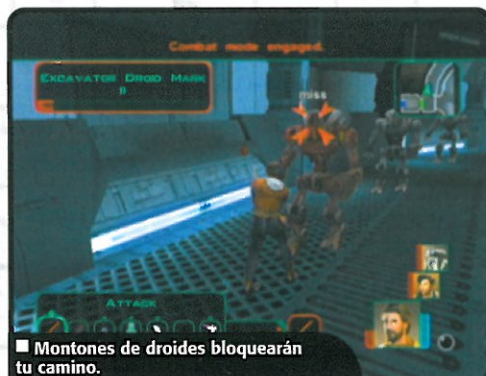 Combat mode engaged.
EXCAVATOR DROID MARK
II
miss
ATTACK
■ Montones de droides bloquearán
tu camino.